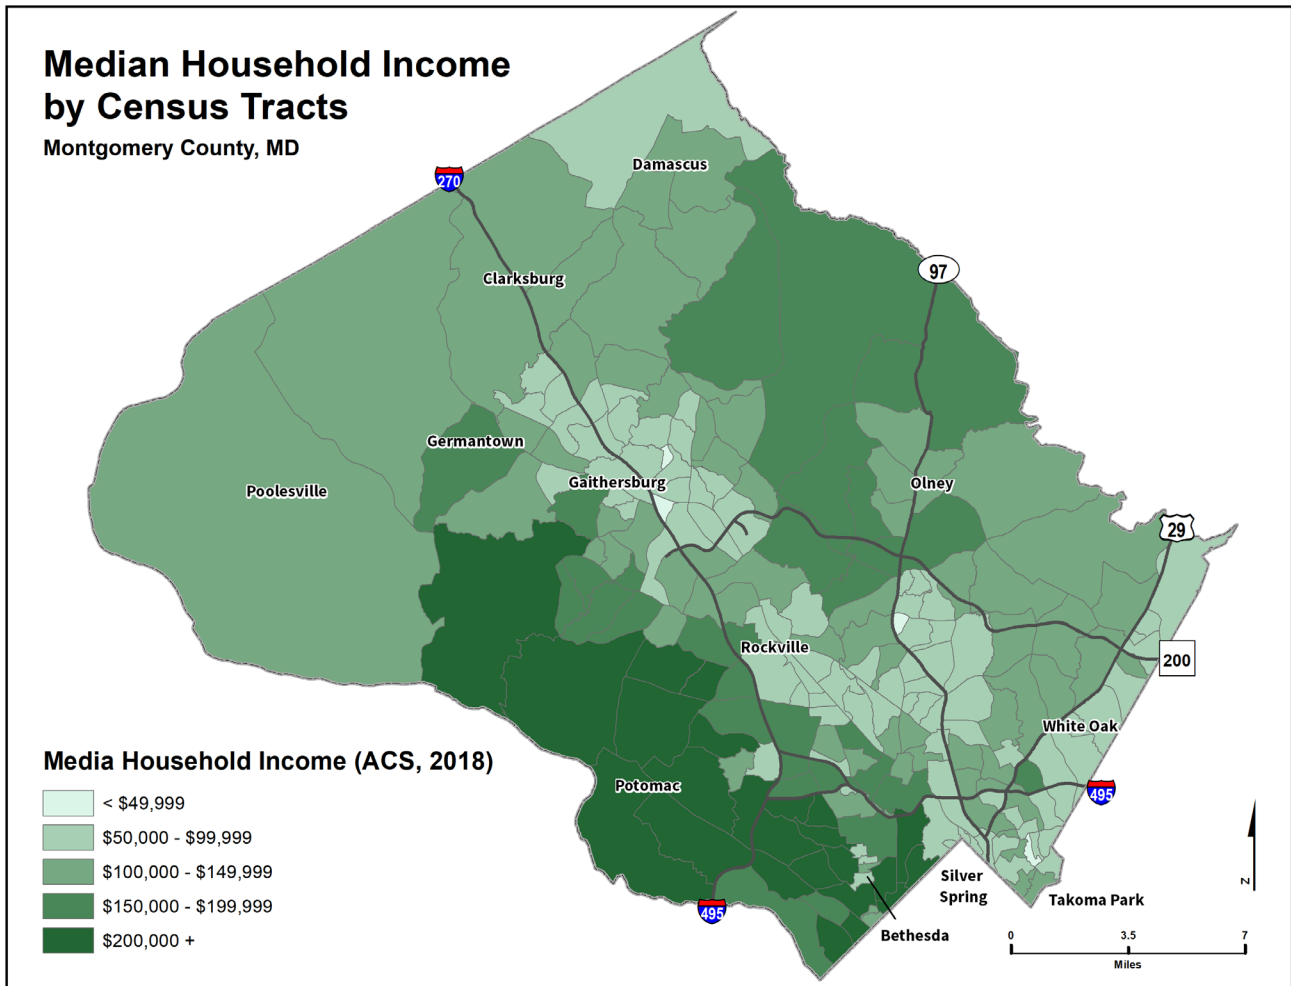 Median Household Income
by Census Tracts
Montgomery County, MD
270
Damascus
97
Clarksburg
Germantown
Gaithersburg
Poolesville
Olney
29
Rockville
200
White Oak
Potomac
495
495
Silver
Spring
Takoma Park
Bethesda
Media Household Income (ACS, 2018)
< $49,999
$50,000 - $99,999
$100,000 - $149,999
$150,000 - $199,999
$200,000 +
N
0 3.5 7
Miles